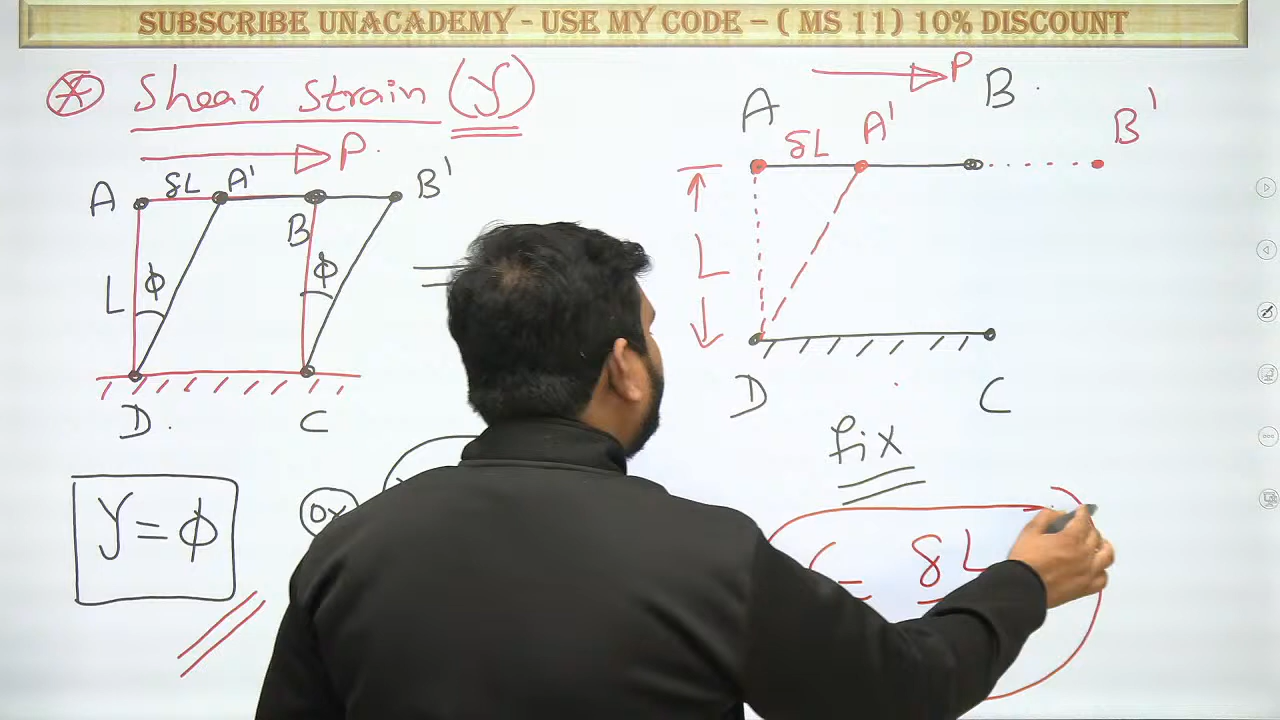 SUBSCRIBE UNACADEMY - USE MY CODE – ( MS 11) 10% DISCOUNT
Shear strain (γ)
P
A δL A' B'
B
L ϕ ϕ
D C
γ = ϕ
P
A δL A' B B'
L
D C
fix
= δL